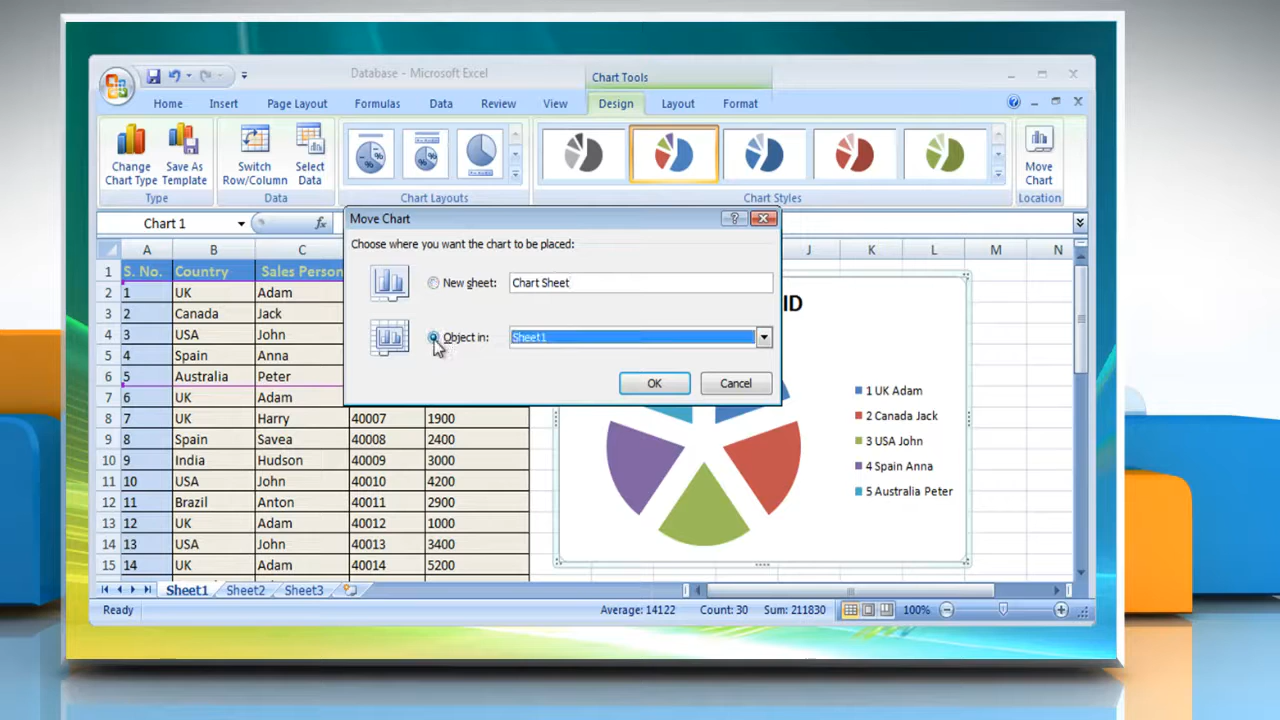 Database - Microsoft Excel
Chart Tools
Home Insert Page Layout Formulas Data Review View Design Layout Format
Change Chart Type
Save As Template
Switch Row/Column
Select Data
Move Chart
Type Data Chart Layouts Chart Styles Location
Chart 1 fx
Move Chart
Choose where you want the chart to be placed:
New sheet: Chart Sheet
Object in: Sheet1
OK Cancel
A B C J K L M N
1 S. No. Country Sales Person
2 1 UK Adam
3 2 Canada Jack
4 3 USA John
5 4 Spain Anna
6 5 Australia Peter
7 6 UK Adam
8 7 UK Harry 40007 1900
9 8 Spain Savea 40008 2400
10 9 India Hudson 40009 3000
11 10 USA John 40010 4200
12 11 Brazil Anton 40011 2900
13 12 UK Adam 40012 1000
14 13 USA John 40013 3400
15 14 UK Adam 40014 5200
ID
1 UK Adam
2 Canada Jack
3 USA John
4 Spain Anna
5 Australia Peter
Sheet1 Sheet2 Sheet3
Ready Average: 14122 Count: 30 Sum: 211830 100%